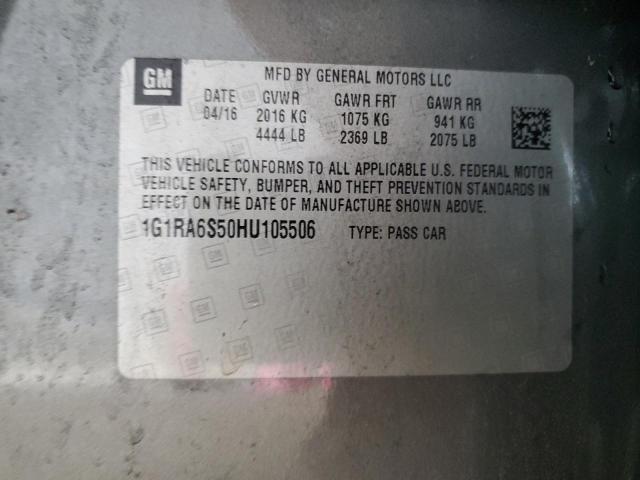 GM
MFD BY GENERAL MOTORS LLC
DATE GVWR GAWR FRT GAWR RR
04/16 2016 KG 1075 KG 941 KG
4444 LB 2369 LB 2075 LB
THIS VEHICLE CONFORMS TO ALL APPLICABLE U.S. FEDERAL MOTOR
VEHICLE SAFETY, BUMPER, AND THEFT PREVENTION STANDARDS IN
EFFECT ON THE DATE OF MANUFACTURE SHOWN ABOVE.
1G1RA6S50HU105506 TYPE: PASS CAR